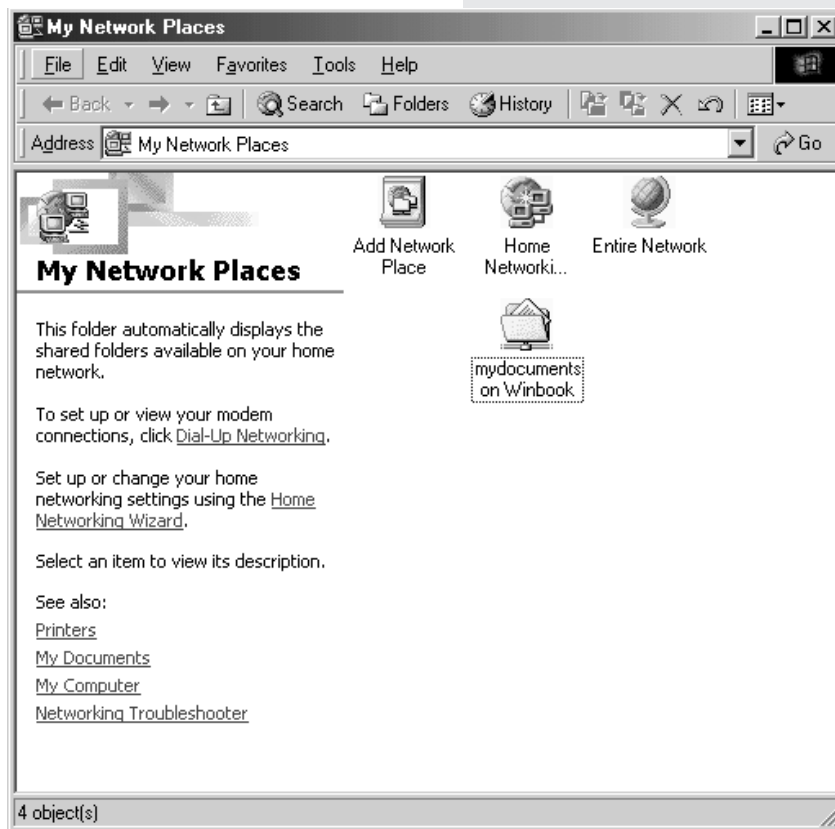 My Network Places
File Edit View Favorites Tools Help
Back Search Folders History
Address My Network Places Go
My Network Places
This folder automatically displays the
shared folders available on your home
network.
To set up or view your modem
connections, click Dial-Up Networking.
Set up or change your home
networking settings using the Home
Networking Wizard.
Select an item to view its description.
See also:
Printers
My Documents
My Computer
Networking Troubleshooter
Add Network
Place
Home
Networki...
Entire Network
mydocuments
on Winbook
4 object(s)